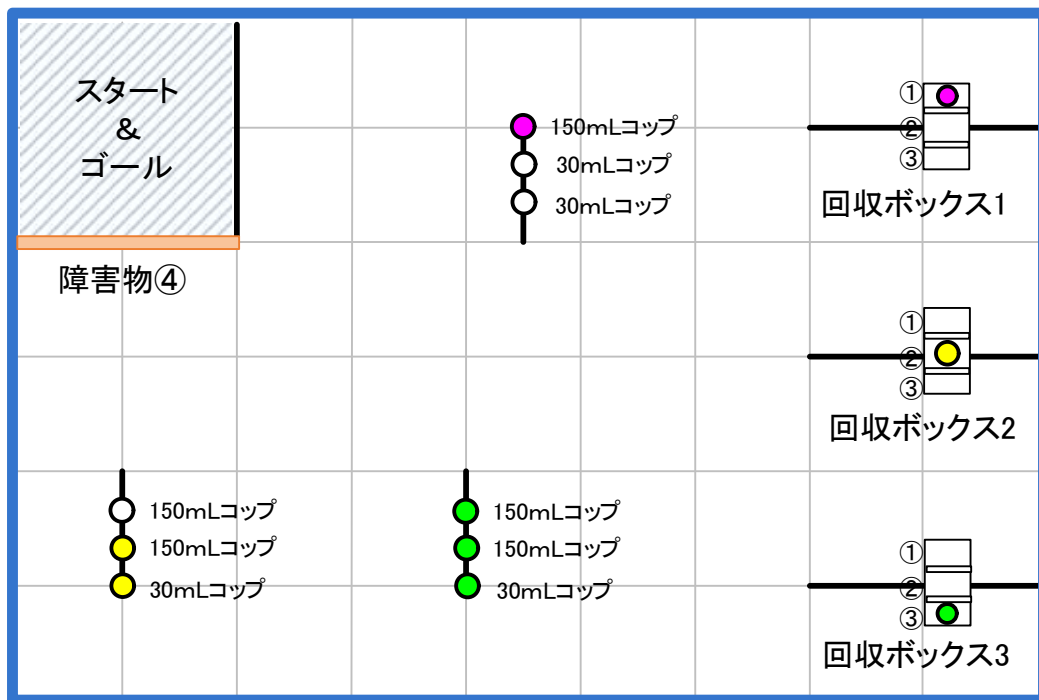 スタート
&
ゴール
障害物④
150mLコップ
30mLコップ
30mLコップ
①
②
③
回収ボックス1
①
②
③
回収ボックス2
150mLコップ
150mLコップ
30mLコップ
150mLコップ
150mLコップ
30mLコップ
①
②
③
回収ボックス3